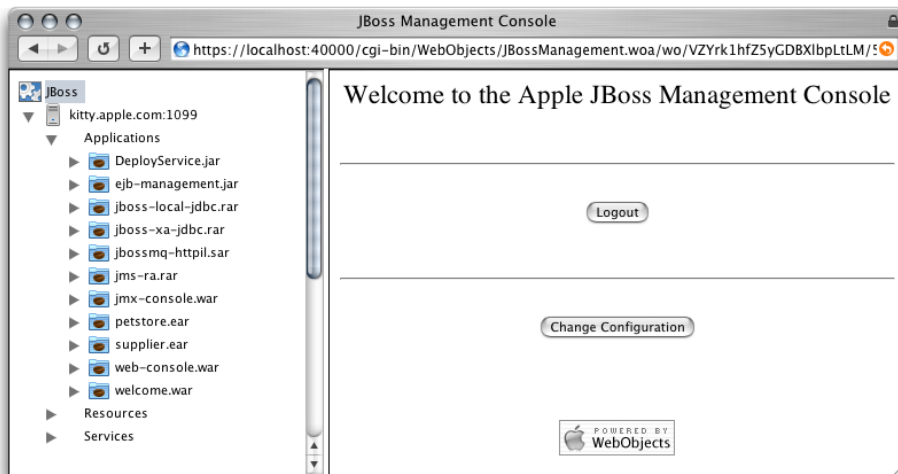 JBoss Management Console
https://localhost:40000/cgi-bin/WebObjects/JBossManagement.woa/wo/VZYrk1hfZ5yGDBXlbpLtLM/5
JBoss
kitty.apple.com:1099
Applications
DeployService.jar
ejb-management.jar
jboss-local-jdbc.rar
jboss-xa-jdbc.rar
jbossmq-httpil.sar
jms-ra.rar
jmx-console.war
petstore.ear
supplier.ear
web-console.war
welcome.war
Resources
Services
Welcome to the Apple JBoss Management Console
Logout
Change Configuration
POWERED BY
WebObjects